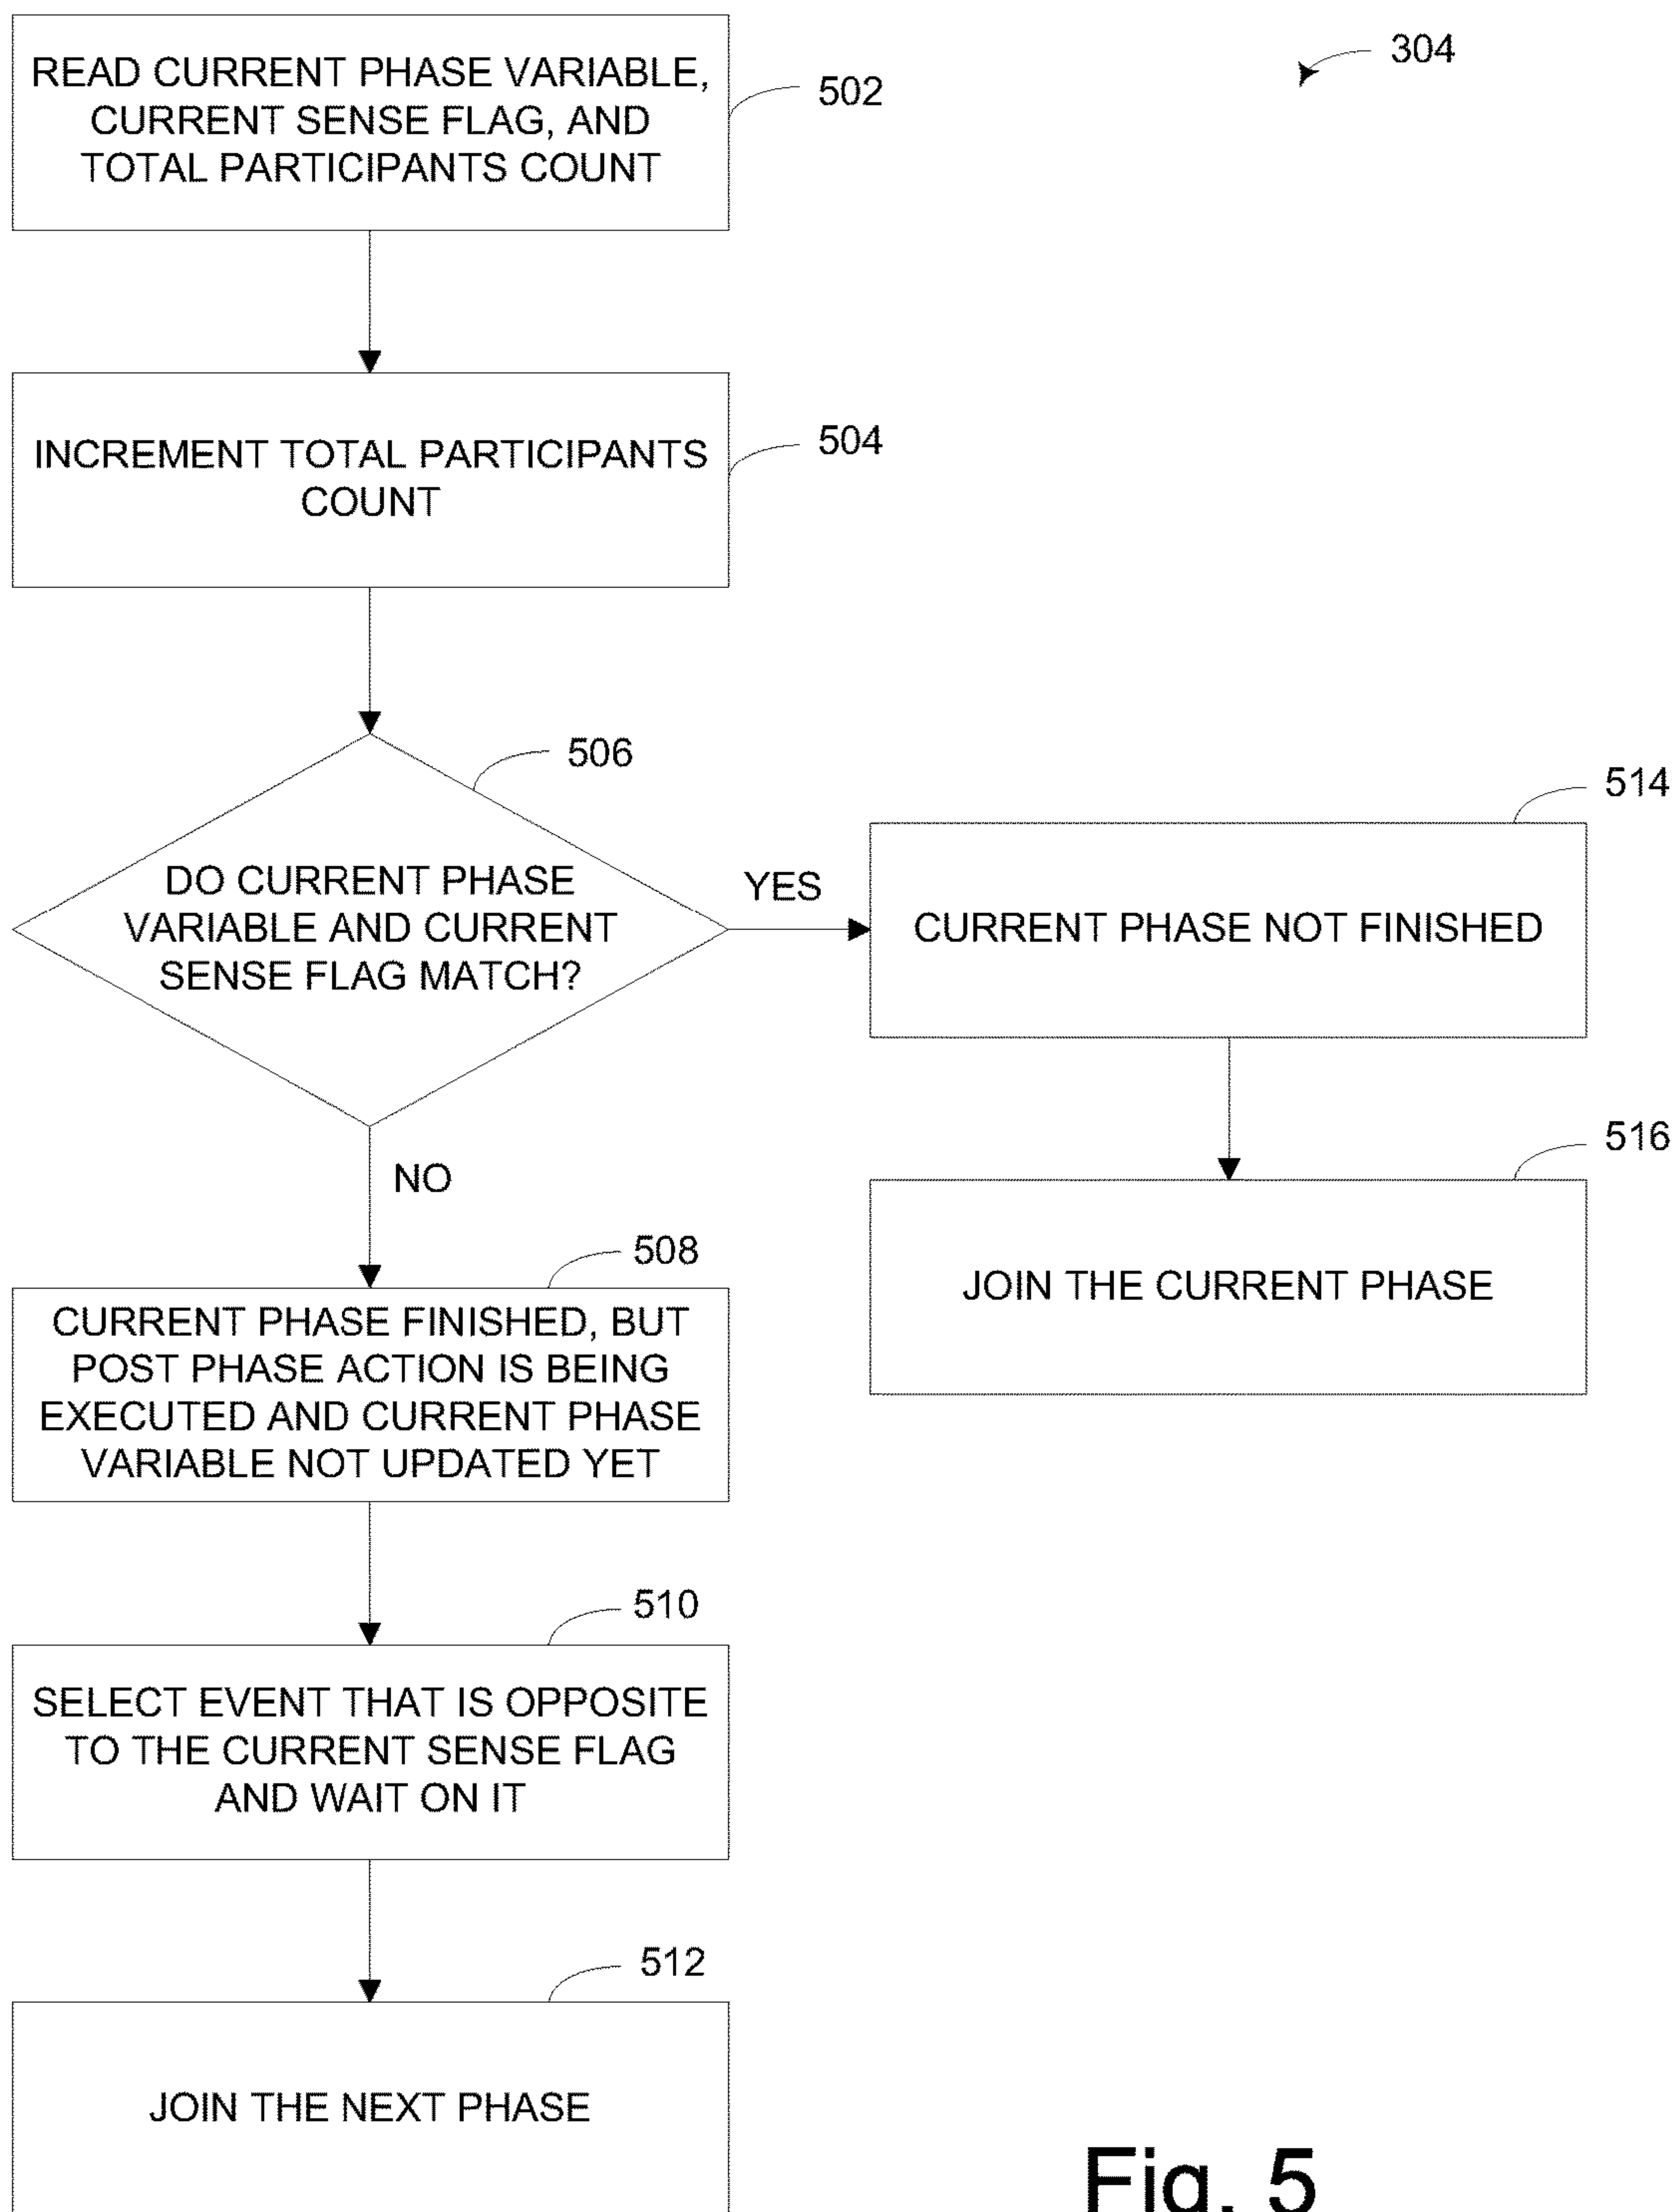 304
READ CURRENT PHASE VARIABLE,
CURRENT SENSE FLAG, AND
TOTAL PARTICIPANTS COUNT
502
INCREMENT TOTAL PARTICIPANTS
COUNT
504
506
DO CURRENT PHASE
VARIABLE AND CURRENT
SENSE FLAG MATCH?
YES
514
CURRENT PHASE NOT FINISHED
516
JOIN THE CURRENT PHASE
NO
508
CURRENT PHASE FINISHED, BUT
POST PHASE ACTION IS BEING
EXECUTED AND CURRENT PHASE
VARIABLE NOT UPDATED YET
510
SELECT EVENT THAT IS OPPOSITE
TO THE CURRENT SENSE FLAG
AND WAIT ON IT
512
JOIN THE NEXT PHASE
Fig. 5